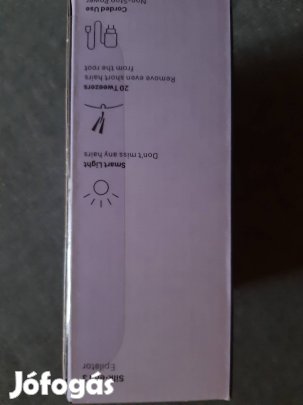 Epilator
Smart Light
Don't miss any hairs
20 Tweezers
Remove even short hairs
from the root
Corded Use
Non-Stop Power
Jófogás